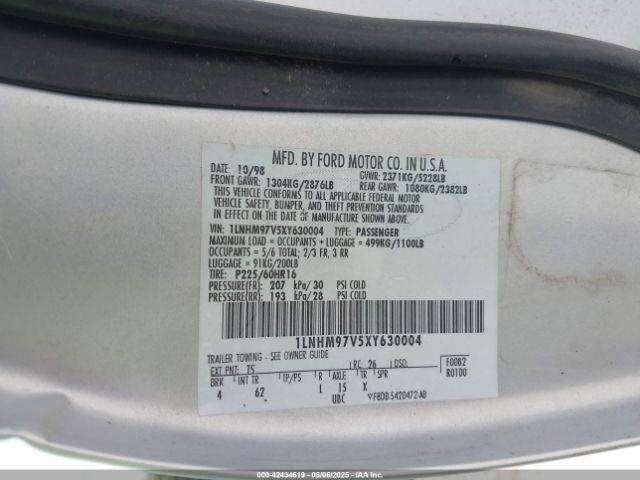 MFD. BY FORD MOTOR CO. IN U.S.A.
DATE: 10/98 GVWR: 2371KG/5228LB
FRONT GAWR: 1304KG/2876LB REAR GAWR: 1080KG/2382LB
THIS VEHICLE CONFORMS TO ALL APPLICABLE FEDERAL MOTOR
VEHICLE SAFETY, BUMPER, AND THEFT PREVENTION STANDARDS
IN EFFECT ON THE DATE OF MANUFACTURE SHOWN ABOVE.
VIN: 1LNHM97V5XY630004 TYPE: PASSENGER
MAXIMUM LOAD = OCCUPANTS + LUGGAGE = 499KG/1100LB
OCCUPANTS: 5/6 TOTAL; 2/3 FR, 3 RR
LUGGAGE = 91KG/200LB
TIRE: P225/60HR16
PRESSURE(FR) 207 kPa/30 PSI COLD
PRESSURE(RR) 193 kPa/28 PSI COLD
1LNHM97V5XY630004
TRAILER TOWING - SEE OWNER GUIDE
EXT PNT: TS RC: 26 DSO: F0082
BRK INT TR TP/PS R AXLE TR SPR R0100
4 62 L 15 X
UBC ▽F8DB 5420472 AB
000-42434619 - 06/06/2025 - IAAI.COM